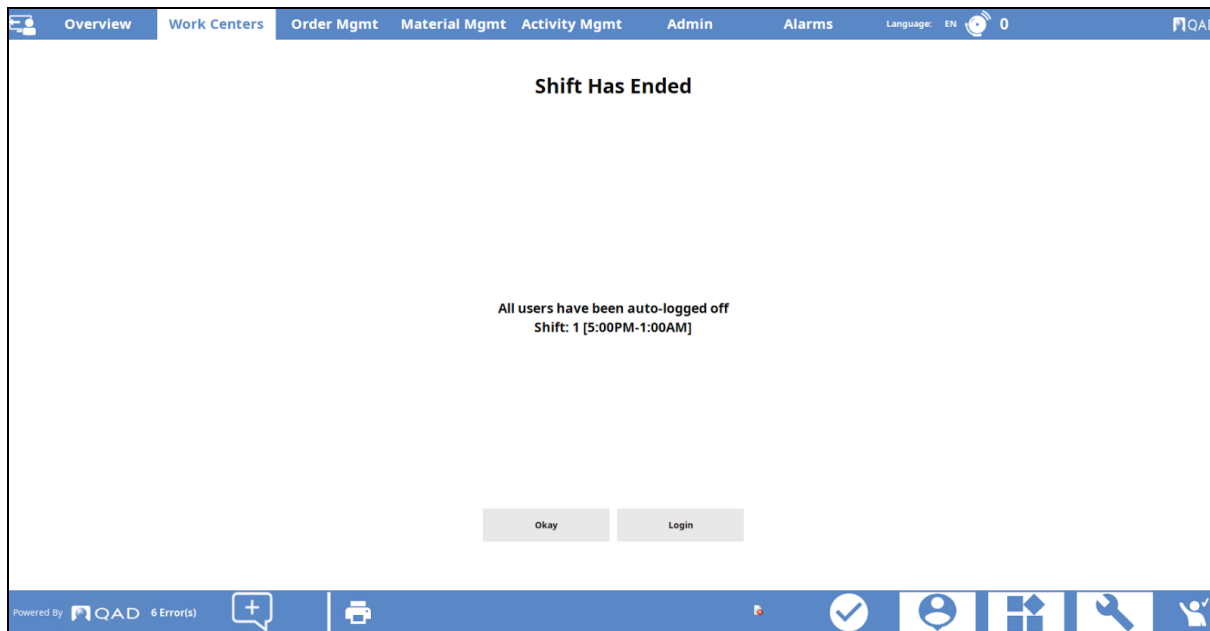 Overview Work Centers Order Mgmt Material Mgmt Activity Mgmt Admin Alarms Language: EN 0
Shift Has Ended
All users have been auto-logged off
Shift: 1 [5:00PM-1:00AM]
Okay Login
Powered By QAD 6 Error(s)